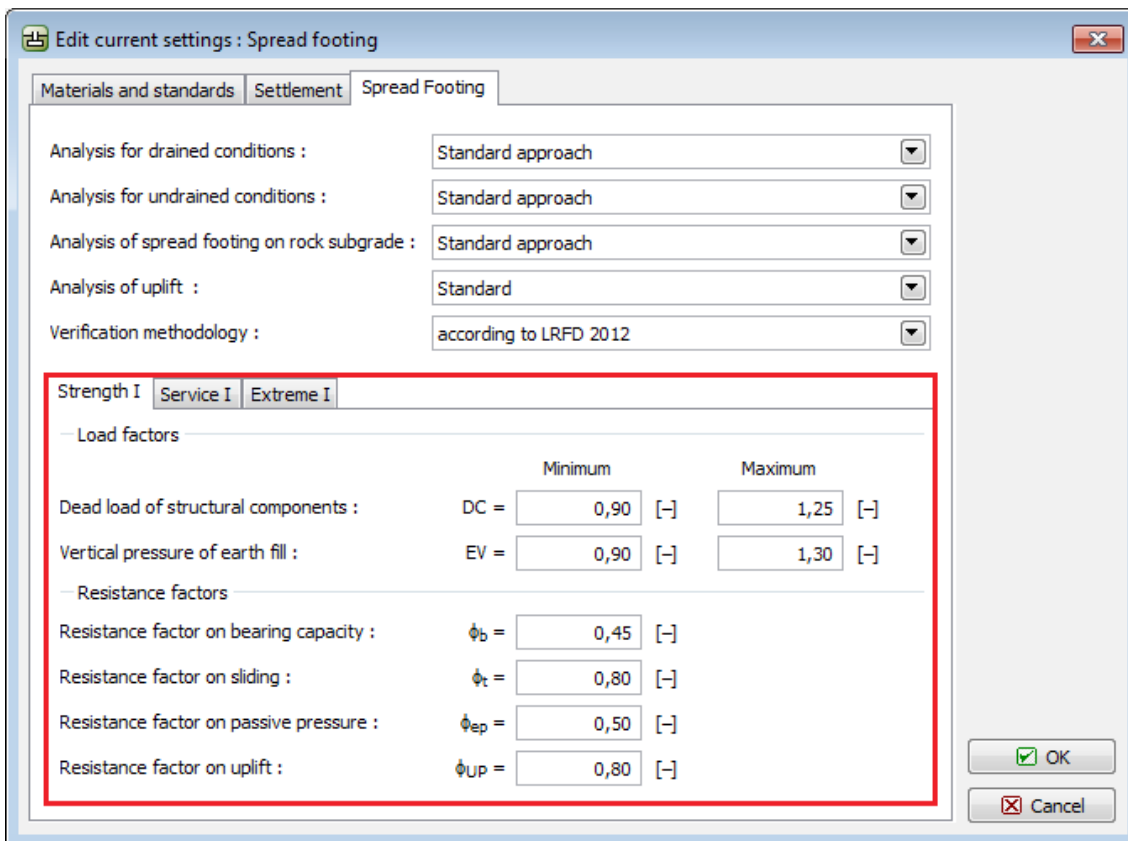 Edit current settings : Spread footing
Materials and standards Settlement Spread Footing
Analysis for drained conditions : Standard approach
Analysis for undrained conditions : Standard approach
Analysis of spread footing on rock subgrade : Standard approach
Analysis of uplift : Standard
Verification methodology : according to LRFD 2012
Strength I Service I Extreme I
Load factors
Minimum Maximum
Dead load of structural components : DC = 0,90 [–] 1,25 [–]
Vertical pressure of earth fill : EV = 0,90 [–] 1,30 [–]
Resistance factors
Resistance factor on bearing capacity : ϕb = 0,45 [–]
Resistance factor on sliding : ϕt = 0,80 [–]
Resistance factor on passive pressure : ϕep = 0,50 [–]
Resistance factor on uplift : ϕUP = 0,80 [–]
OK
Cancel